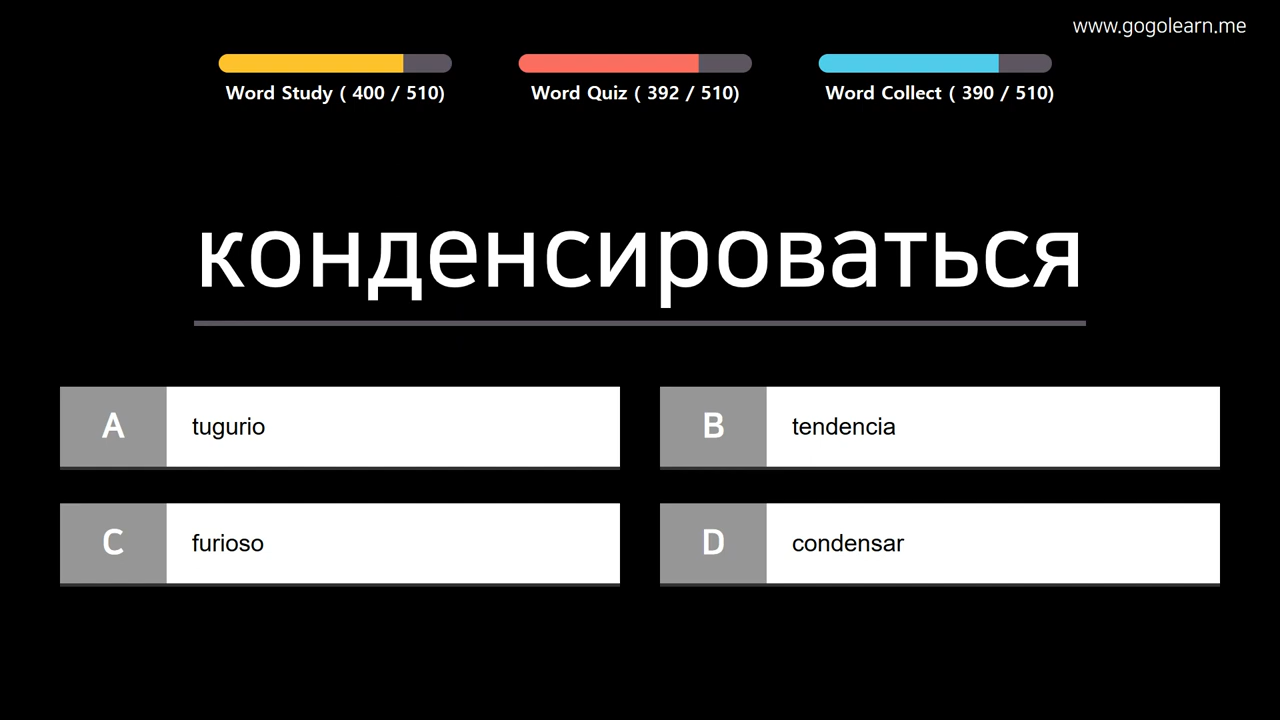 www.gogolearn.me
Word Study ( 400 / 510)
Word Quiz ( 392 / 510)
Word Collect ( 390 / 510)
конденсироваться
A tugurio
B tendencia
C furioso
D condensar